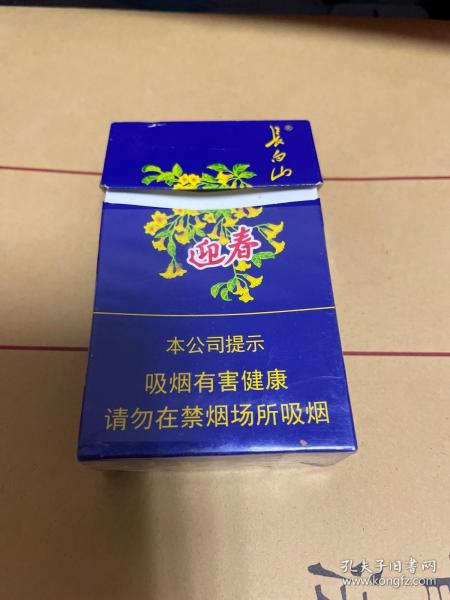 長白山®
迎春
本公司提示
吸烟有害健康
请勿在禁烟场所吸烟
孔夫子旧书网
www.kongfz.com